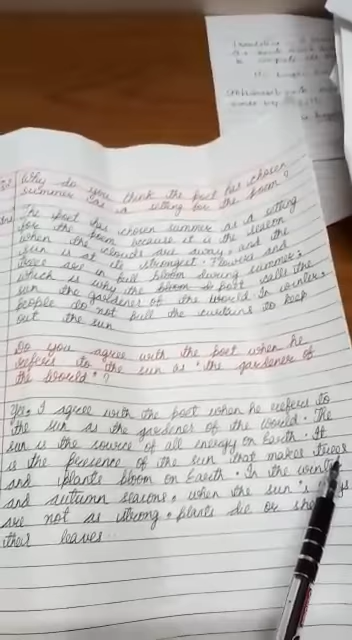 Why do you think the poet has chosen
summer as a setting for the poem?
Ans The poet has chosen summer as a setting
for the poem because it is the season
when the clouds are away, and the
sun is at its strongest. Flowers and
trees are in full bloom during summer,
which is why the poet calls the
sun the gardener of the World. In winter,
people do not pull the curtains to keep
out the sun
Do you agree with the poet when he
refers to the sun as "the gardener of
the World"?
Yes, I agree with the poet when he refers to
the sun as the gardener of the World. The
sun is the source of all energy on Earth. It
is the presence of the sun that makes trees
and plants bloom on Earth. In the winter
and autumn seasons, when the sun's
are not as strong, plants die or
their leaves.